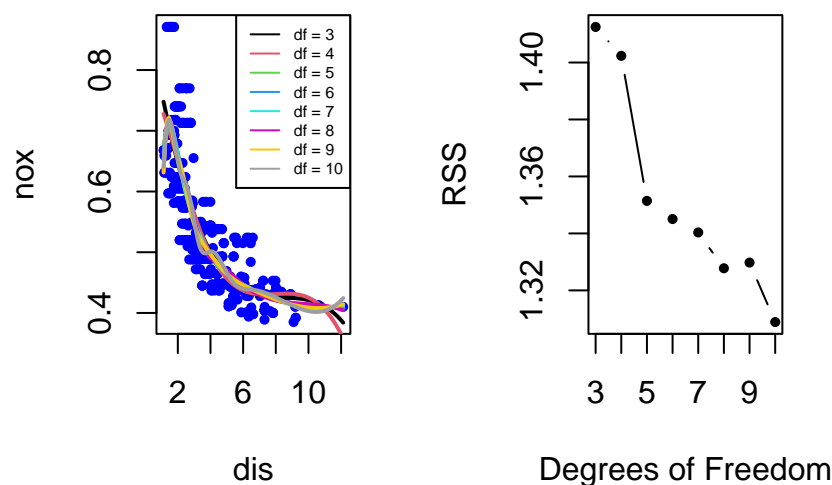 nox
0.4
0.6
0.8
df = 3
df = 4
df = 5
df = 6
df = 7
df = 8
df = 9
df = 10
2
6
10
dis
RSS
1.32
1.36
1.40
3
5
7
9
Degrees of Freedom